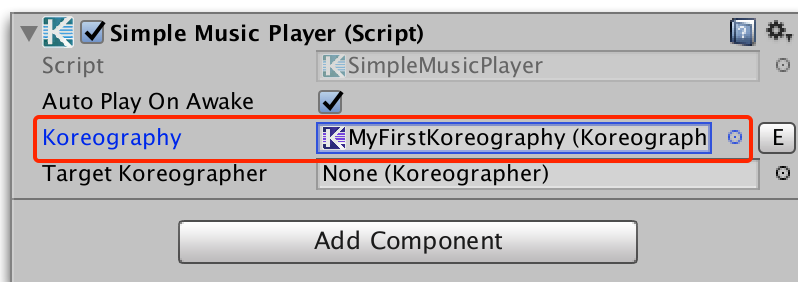 Simple Music Player (Script)
Script SimpleMusicPlayer
Auto Play On Awake
Koreography MyFirstKoreography (Koreograph E
Target Koreographer None (Koreographer)
Add Component